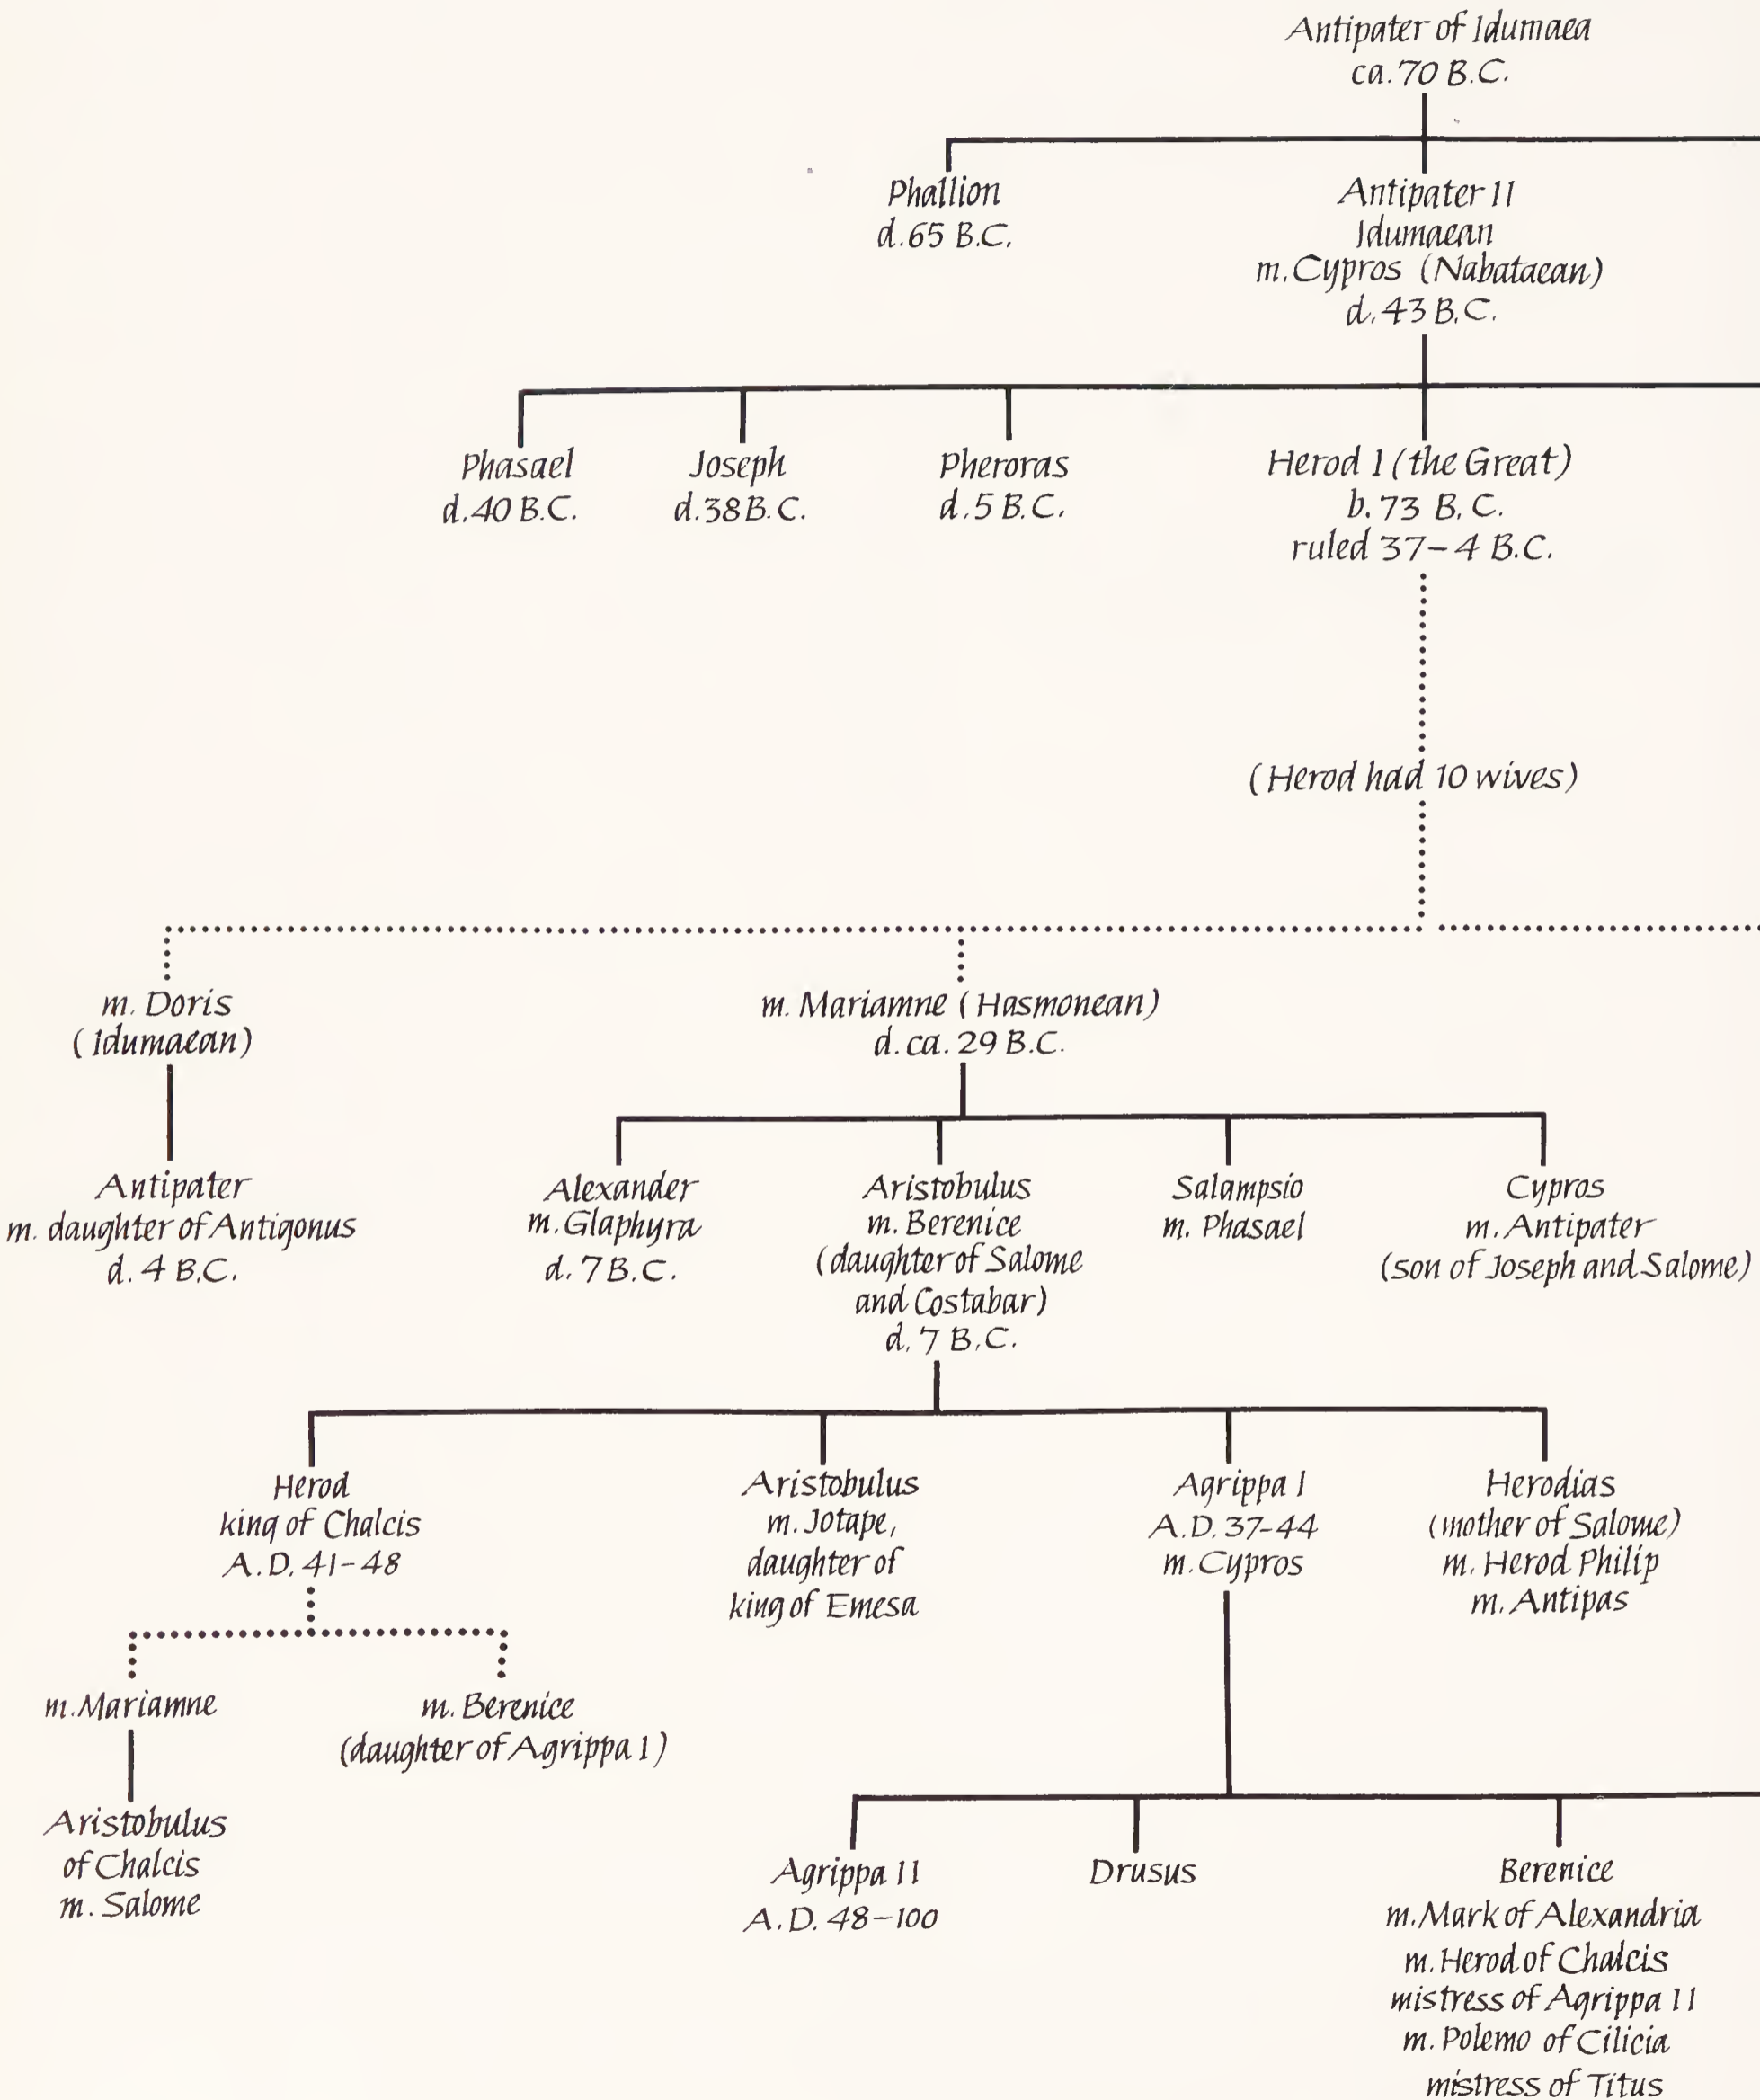 Antipater of Idumaea
ca. 70 B.C.
Phallion
d. 65 B.C.
Antipater II
Idumaean
m. Cypros (Nabataean)
d. 43 B.C.
Phasael
d. 40 B.C.
Joseph
d. 38 B.C.
Pheroras
d. 5 B.C.
Herod I (the Great)
b. 73 B.C.
ruled 37–4 B.C.
(Herod had 10 wives)
m. Doris
(Idumaean)
m. Mariamne (Hasmonean)
d. ca. 29 B.C.
Antipater
m. daughter of Antigonus
d. 4 B.C.
Alexander
m. Glaphyra
d. 7 B.C.
Aristobulus
m. Berenice
(daughter of Salome
and Costabar)
d. 7 B.C.
Salampsio
m. Phasael
Cypros
m. Antipater
(son of Joseph and Salome)
Herod
king of Chalcis
A.D. 41–48
Aristobulus
m. Jotape,
daughter of
king of Emesa
Agrippa I
A.D. 37–44
m. Cypros
Herodias
(mother of Salome)
m. Herod Philip
m. Antipas
m. Mariamne
m. Berenice
(daughter of Agrippa I)
Aristobulus
of Chalcis
m. Salome
Agrippa II
A.D. 48–100
Drusus
Berenice
m. Mark of Alexandria
m. Herod of Chalcis
mistress of Agrippa II
m. Polemo of Cilicia
mistress of Titus